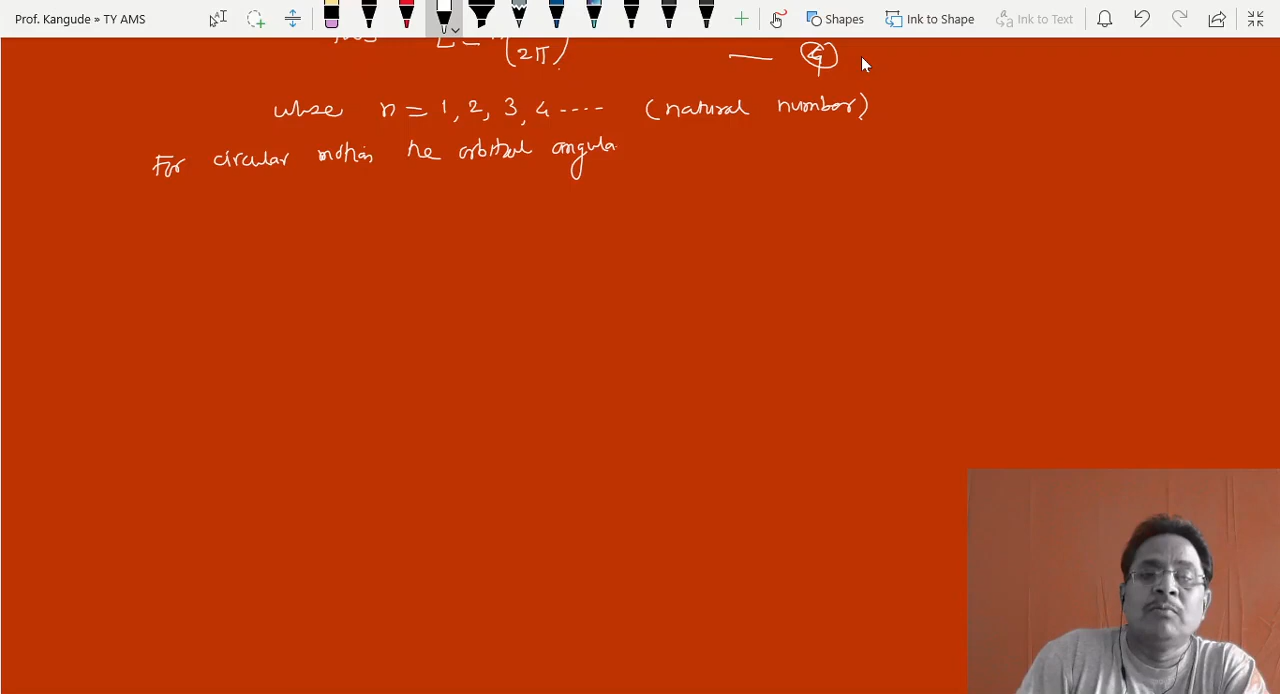 Prof. Kangude » TY AMS
Shapes
Ink to Shape
Ink to Text
L = n (2π)
4
where n = 1, 2, 3, 4 ---- (natural number)
For circular motion the orbital angula